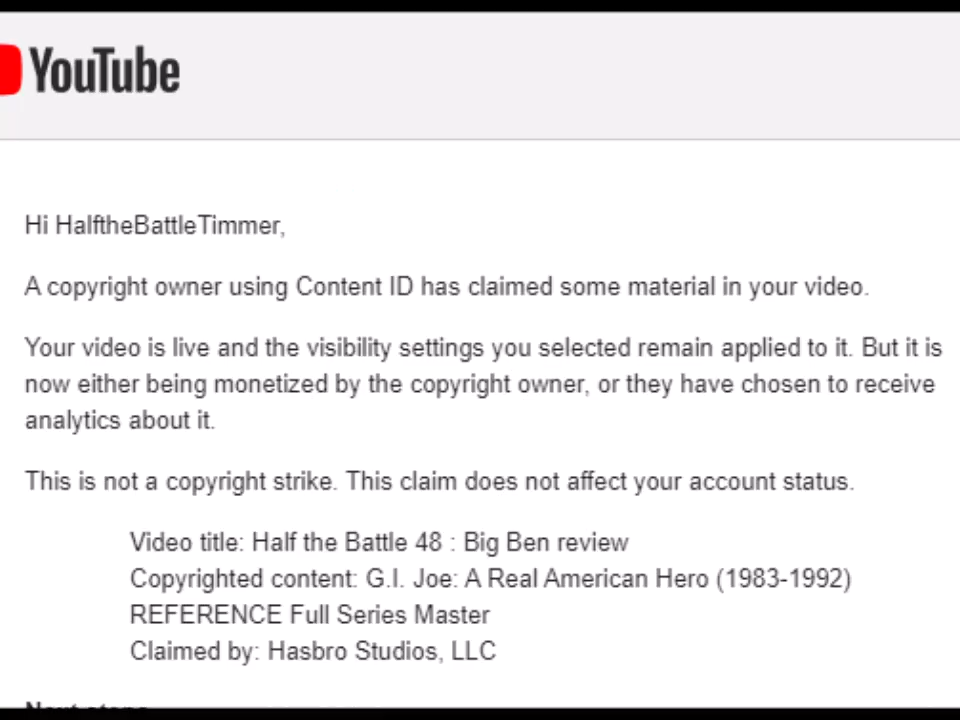 YouTube
Hi HalftheBattleTimmer,
A copyright owner using Content ID has claimed some material in your video.
Your video is live and the visibility settings you selected remain applied to it. But it is
now either being monetized by the copyright owner, or they have chosen to receive
analytics about it.
This is not a copyright strike. This claim does not affect your account status.
Video title: Half the Battle 48 : Big Ben review
Copyrighted content: G.I. Joe: A Real American Hero (1983-1992)
REFERENCE Full Series Master
Claimed by: Hasbro Studios, LLC
Next steps